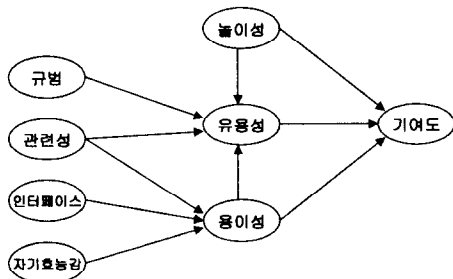 놀이성
규범
유용성
기여도
관련성
인터페이스
용이성
자기효능감